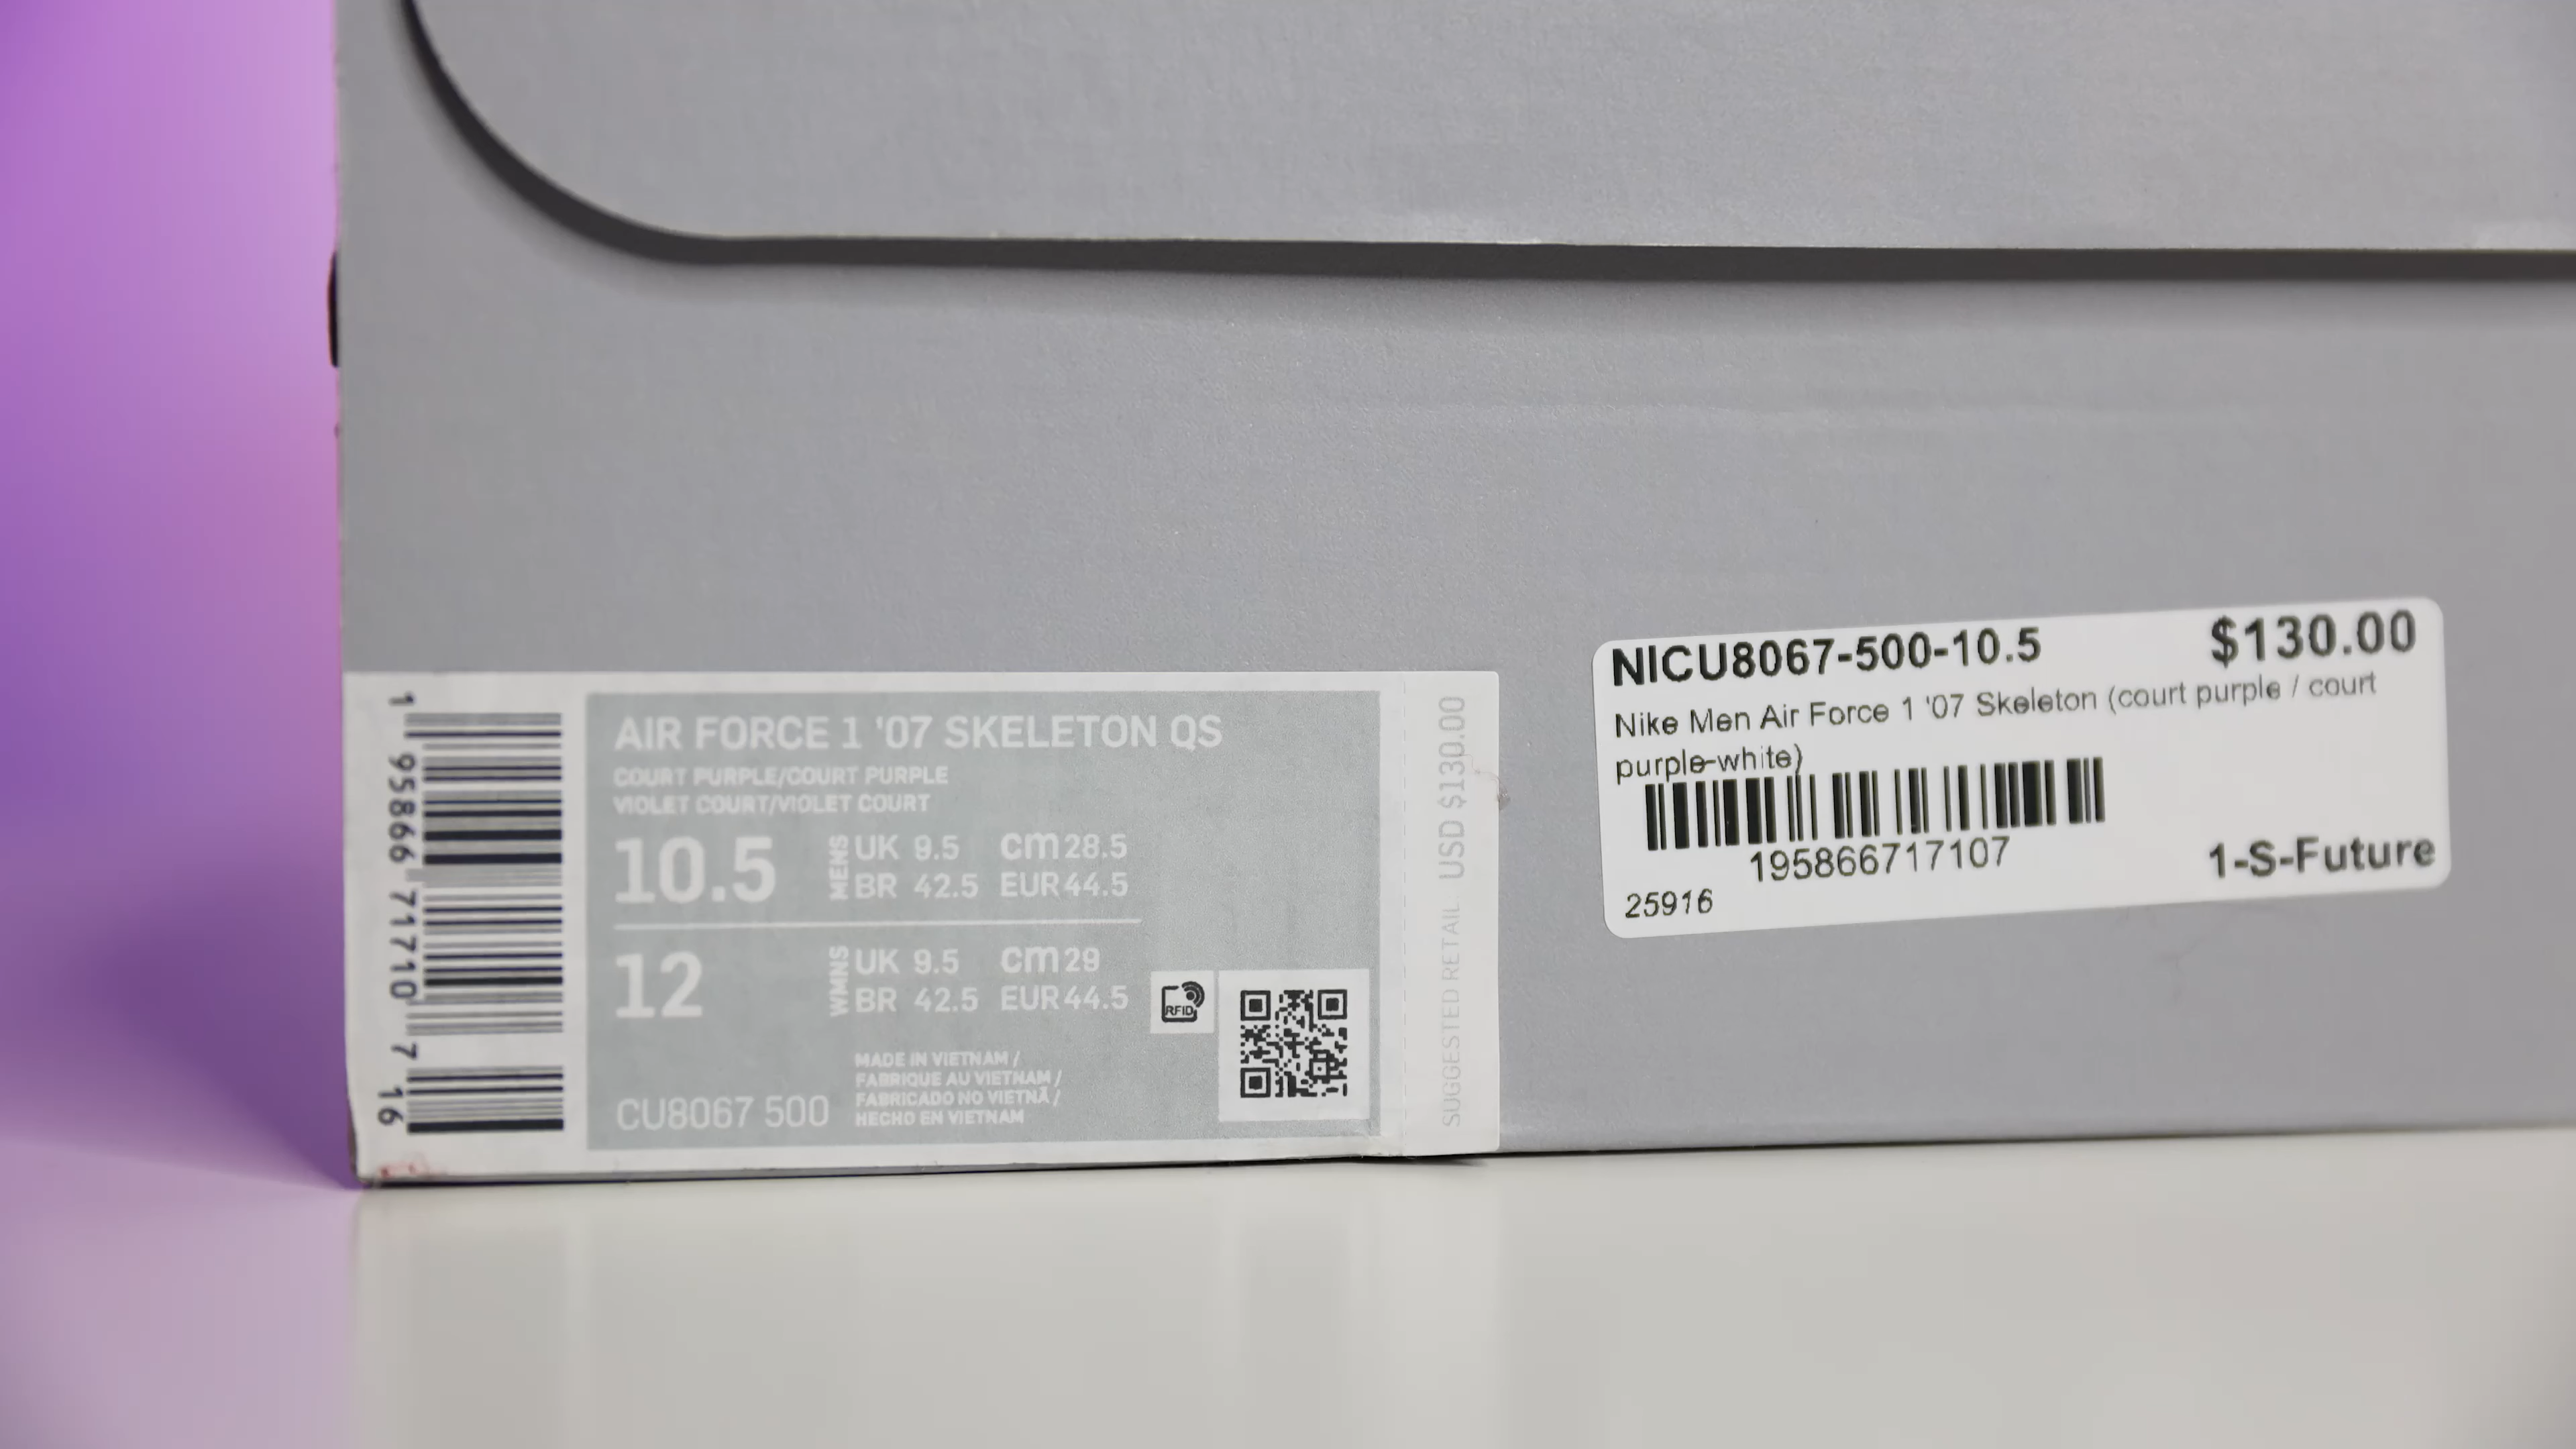 AIR FORCE 1 '07 SKELETON QS
COURT PURPLE/COURT PURPLE
VIOLET COURT/VIOLET COURT
10.5 MENS UK 9.5 cm 28.5
BR 42.5 EUR 44.5
12 WMNS UK 9.5 cm 29
BR 42.5 EUR 44.5
RFID
CU8067 500
MADE IN VIETNAM /
FABRIQUE AU VIETNAM /
FABRICADO NO VIETNÃ /
HECHO EN VIETNAM
1 95866 71710 7 16
SUGGESTED RETAIL USD $130.00
NICU8067-500-10.5 $130.00
Nike Men Air Force 1 '07 Skeleton (court purple / court
purple-white)
195866717107
25916 1-S-Future